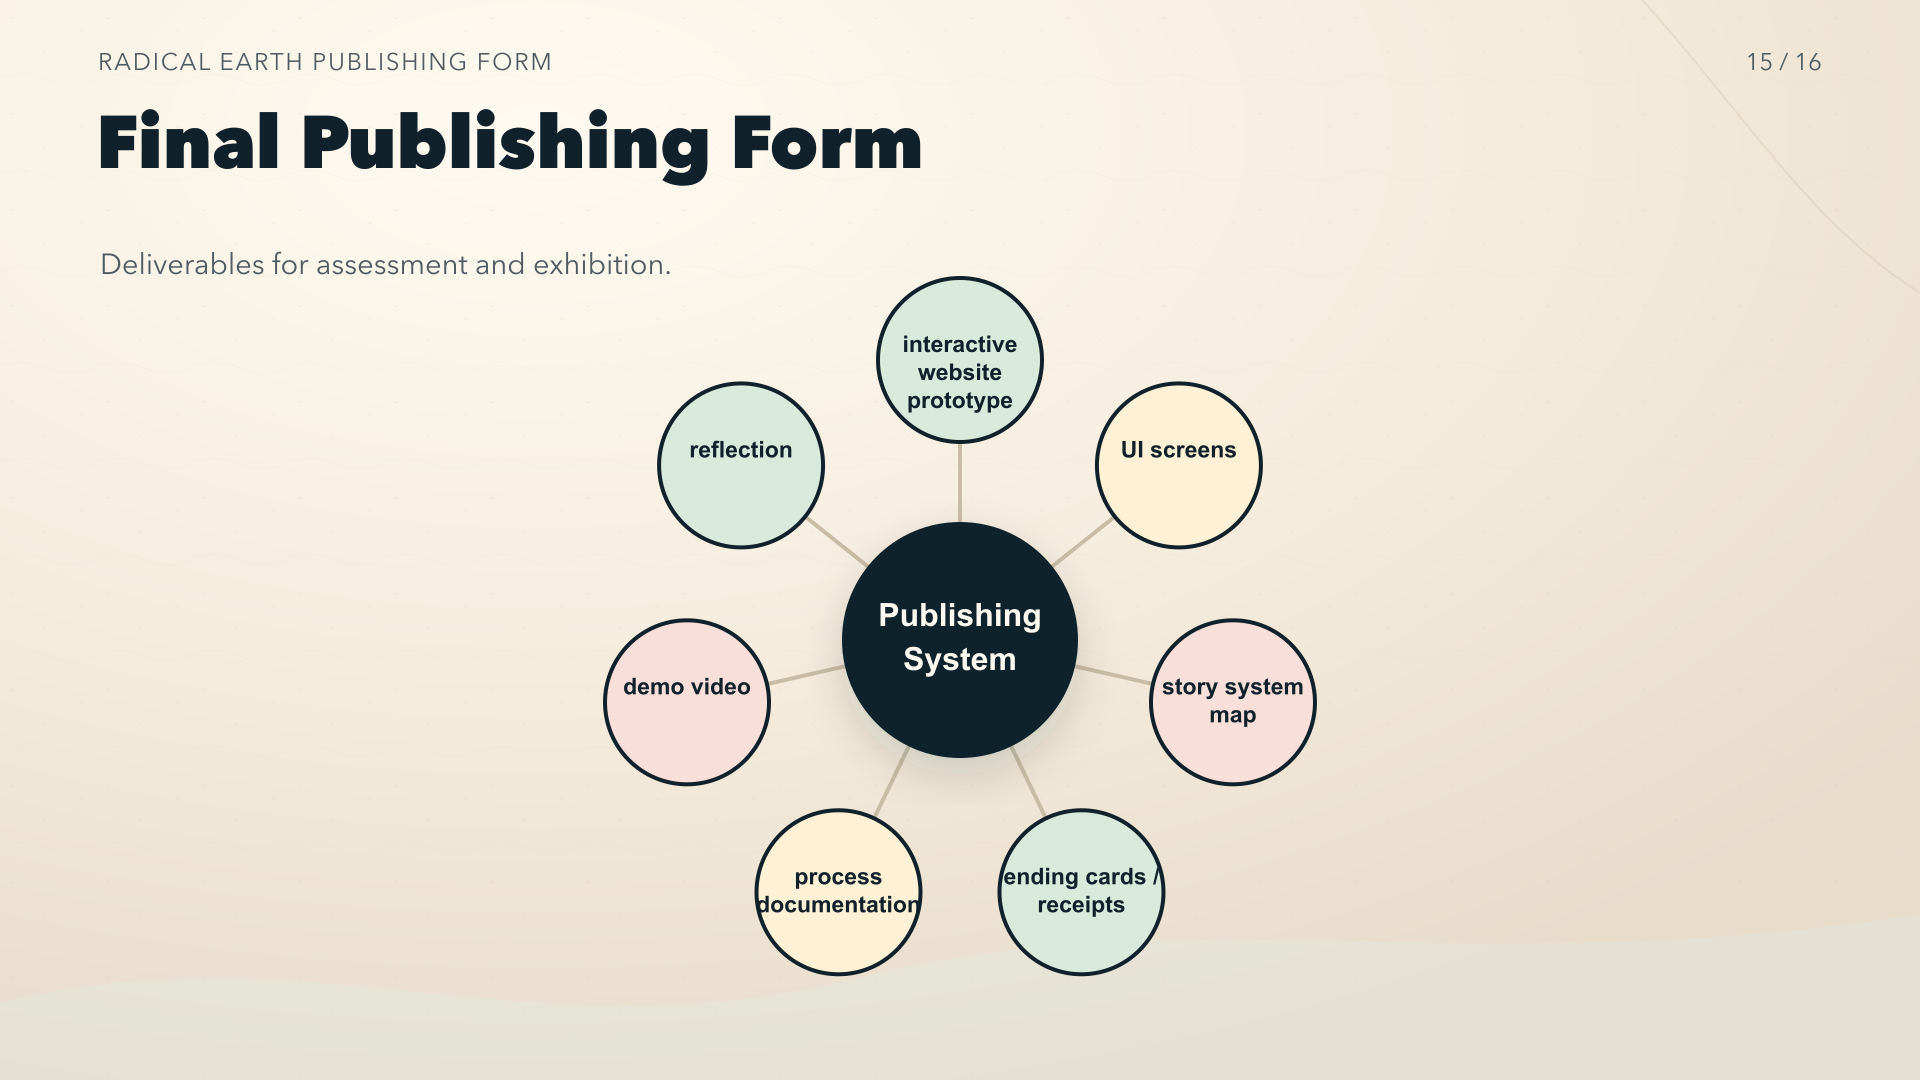 RADICAL EARTH PUBLISHING FORM
15 / 16
Final Publishing Form
Deliverables for assessment and exhibition.
interactive
website
prototype
reflection
UI screens
Publishing
System
demo video
story system
map
process
documentation
ending cards /
receipts